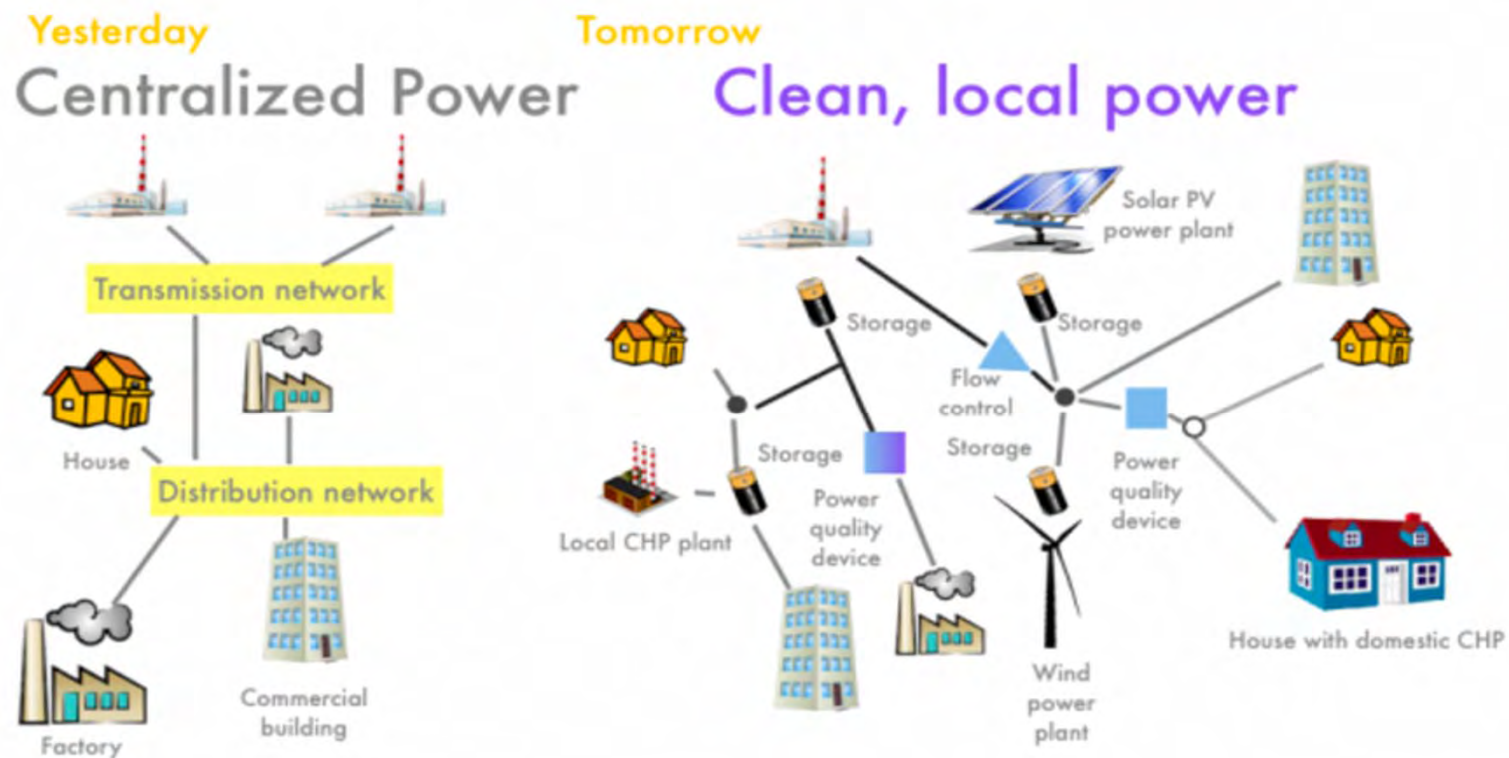 Yesterday
Centralized Power
Transmission network
House
Distribution network
Factory
Commercial
building
Tomorrow
Clean, local power
Solar PV
power plant
Storage
Storage
Flow
control
Storage
Storage
Local CHP plant
Power
quality
device
Power
quality
device
Wind
power
plant
House with domestic CHP